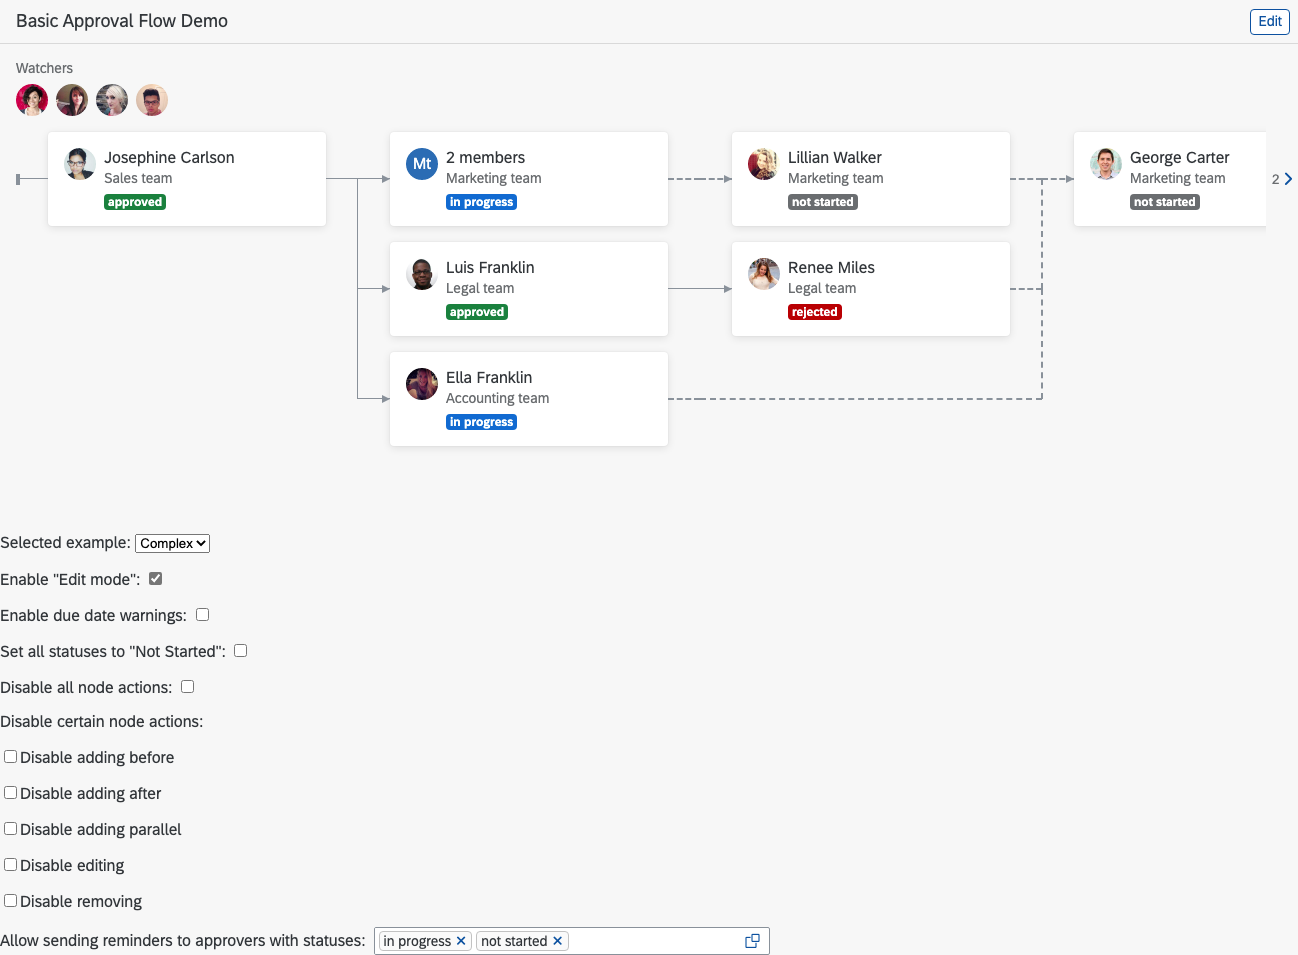 Basic Approval Flow Demo
Edit
Watchers
Josephine Carlson
Sales team
approved
Mt
2 members
Marketing team
in progress
Lillian Walker
Marketing team
not started
George Carter
Marketing team
not started
2
Luis Franklin
Legal team
approved
Renee Miles
Legal team
rejected
Ella Franklin
Accounting team
in progress
Selected example: Complex
Enable "Edit mode":
Enable due date warnings:
Set all statuses to "Not Started":
Disable all node actions:
Disable certain node actions:
Disable adding before
Disable adding after
Disable adding parallel
Disable editing
Disable removing
Allow sending reminders to approvers with statuses: in progress not started